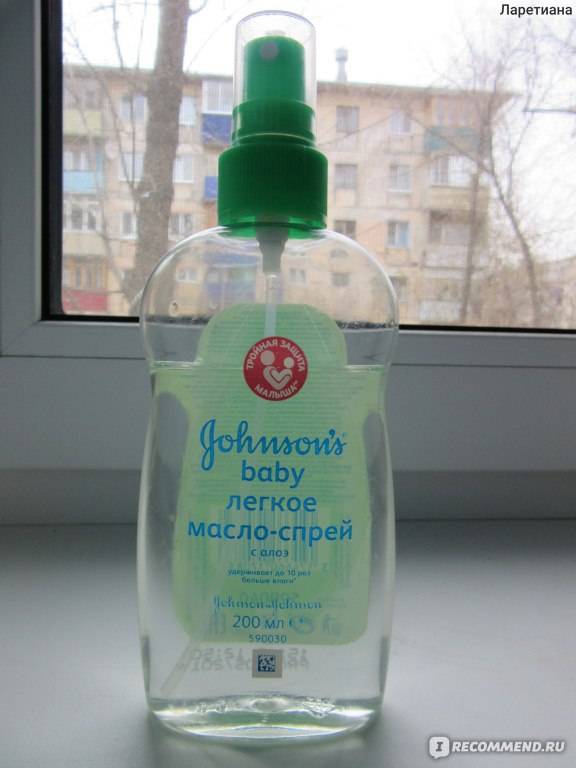 Ларетиана
ТРОЙНАЯ ЗАЩИТА
МАЛЫША
Johnson's®
baby
легкое
масло-спрей
с алоэ
удерживает до 10 раз
больше влаги*
Johnson & Johnson
200 мл e
590030
IRECOMMEND.RU